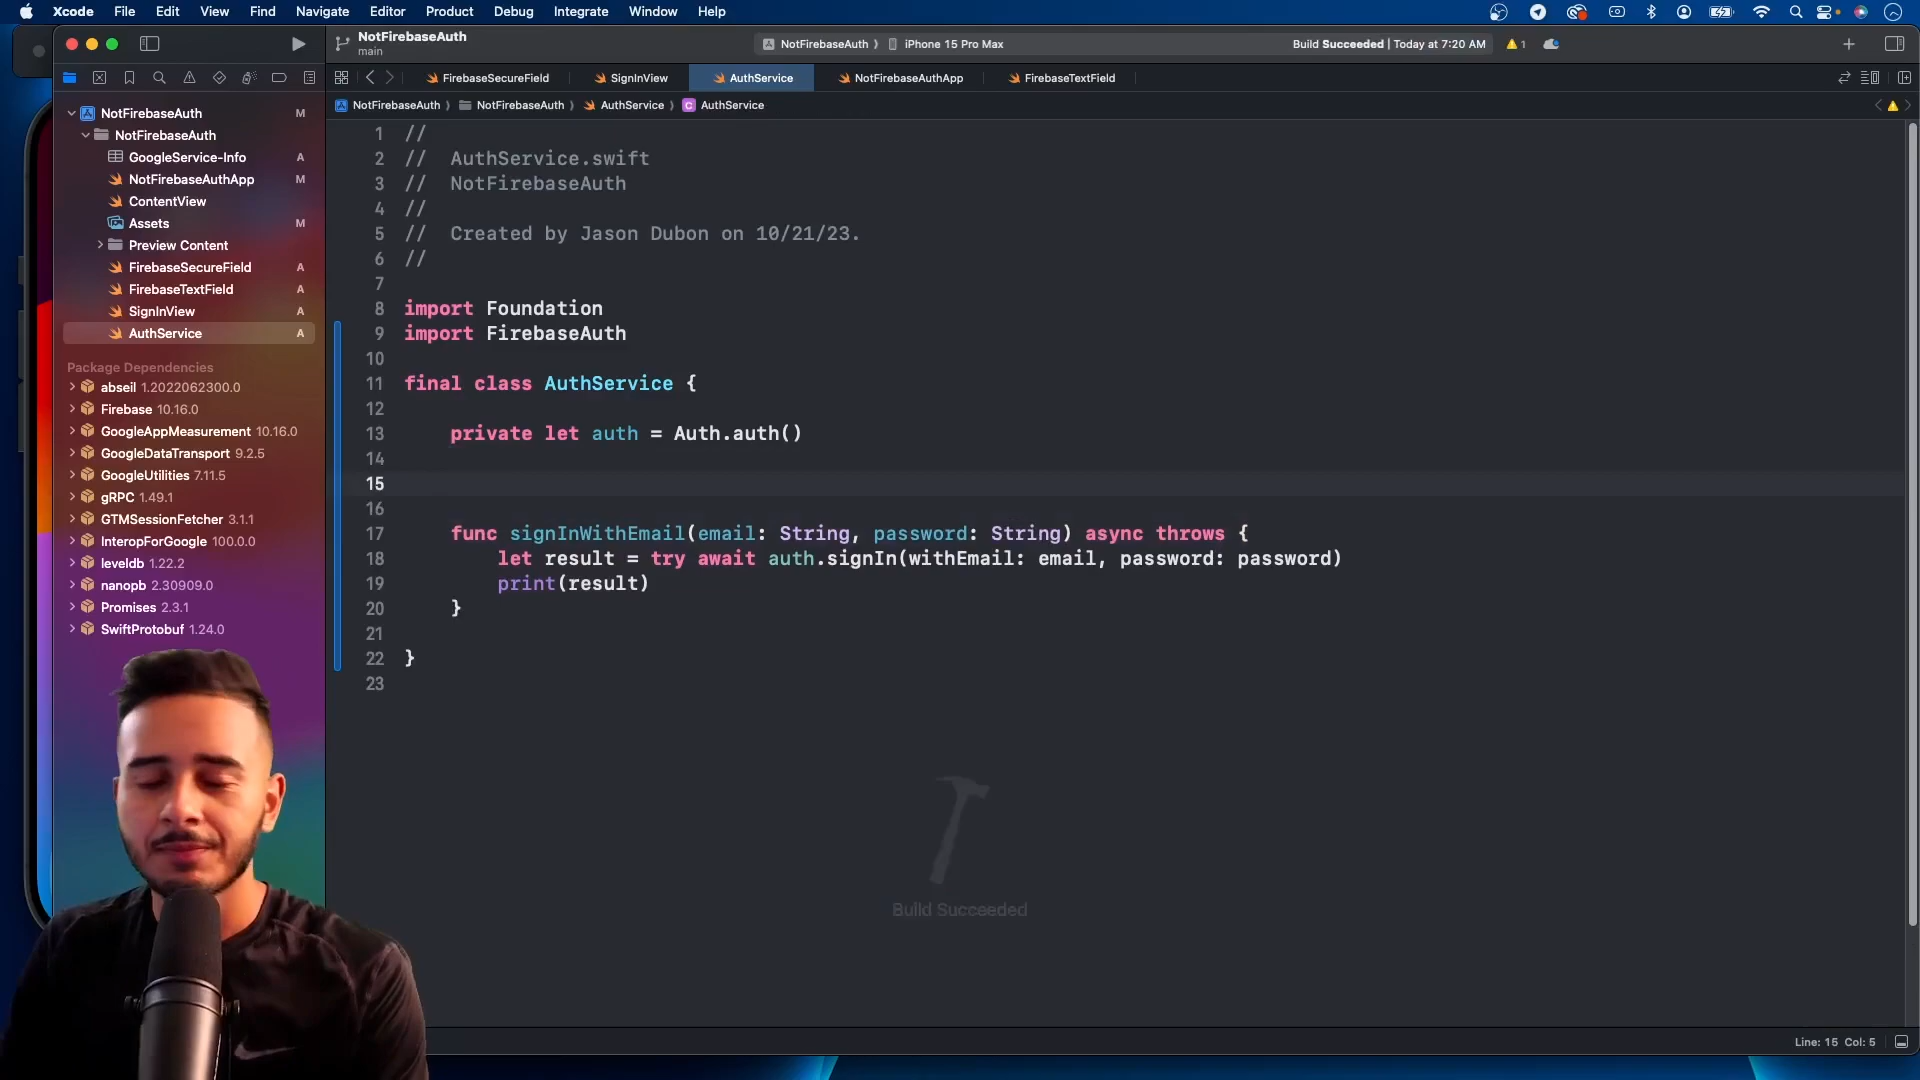 Xcode File Edit View Find Navigate Editor Product Debug Integrate Window Help
NotFirebaseAuth
main
NotFirebaseAuth iPhone 15 Pro Max
Build Succeeded | Today at 7:20 AM
1
FirebaseSecureField SignInView AuthService NotFirebaseAuthApp FirebaseTextField
NotFirebaseAuth NotFirebaseAuth AuthService C AuthService
NotFirebaseAuth M
NotFirebaseAuth
GoogleService-Info A
NotFirebaseAuthApp M
ContentView
Assets M
Preview Content
FirebaseSecureField A
FirebaseTextField A
SignInView A
AuthService A
Package Dependencies
abseil 1.2022062300.0
Firebase 10.16.0
GoogleAppMeasurement 10.16.0
GoogleDataTransport 9.2.5
GoogleUtilities 7.11.5
gRPC 1.49.1
GTMSessionFetcher 3.1.1
InteropForGoogle 100.0.0
leveldb 1.22.2
nanopb 2.30909.0
Promises 2.3.1
SwiftProtobuf 1.24.0
1 //
2 // AuthService.swift
3 // NotFirebaseAuth
4 //
5 // Created by Jason Dubon on 10/21/23.
6 //
7
8 import Foundation
9 import FirebaseAuth
10
11 final class AuthService {
12
13 private let auth = Auth.auth()
14
15
16
17 func signInWithEmail(email: String, password: String) async throws {
18 let result = try await auth.signIn(withEmail: email, password: password)
19 print(result)
20 }
21
22 }
23
Build Succeeded
Line: 15 Col: 5